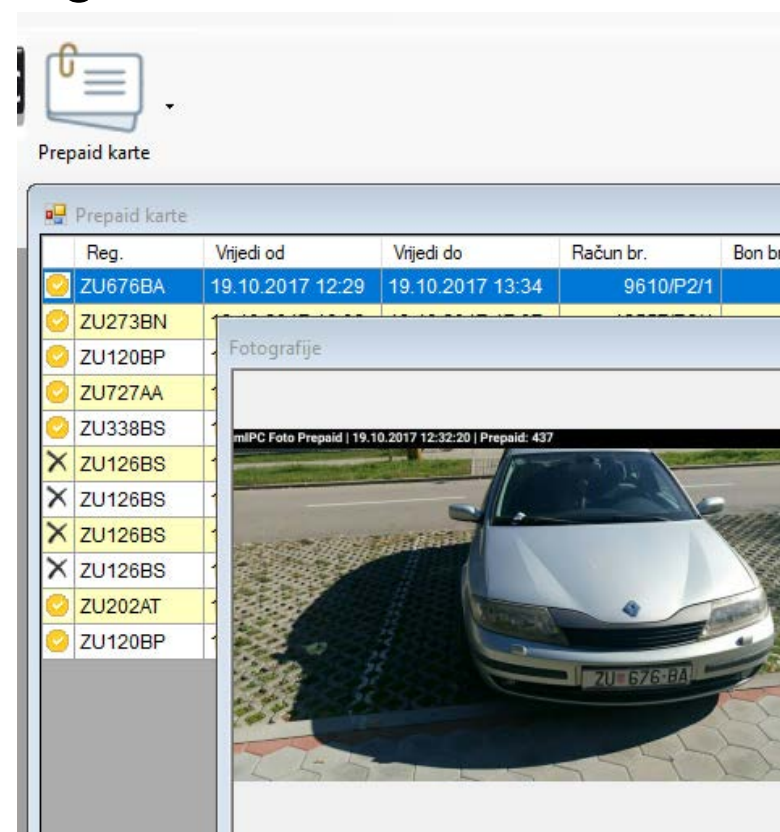 Prepaid karte
Prepaid karte
Reg. Vrijedi od Vrijedi do Račun br. Bon
ZU676BA 19.10.2017 12:29 19.10.2017 13:34 9610/P2/1
ZU273BN
ZU120BP
ZU727AA
ZU338BS
ZU126BS
ZU126BS
ZU126BS
ZU126BS
ZU202AT
ZU120BP
Fotografije
mIPC Foto Prepaid | 19.10.2017 12:32:20 | Prepaid: 437
ZU 676-BA